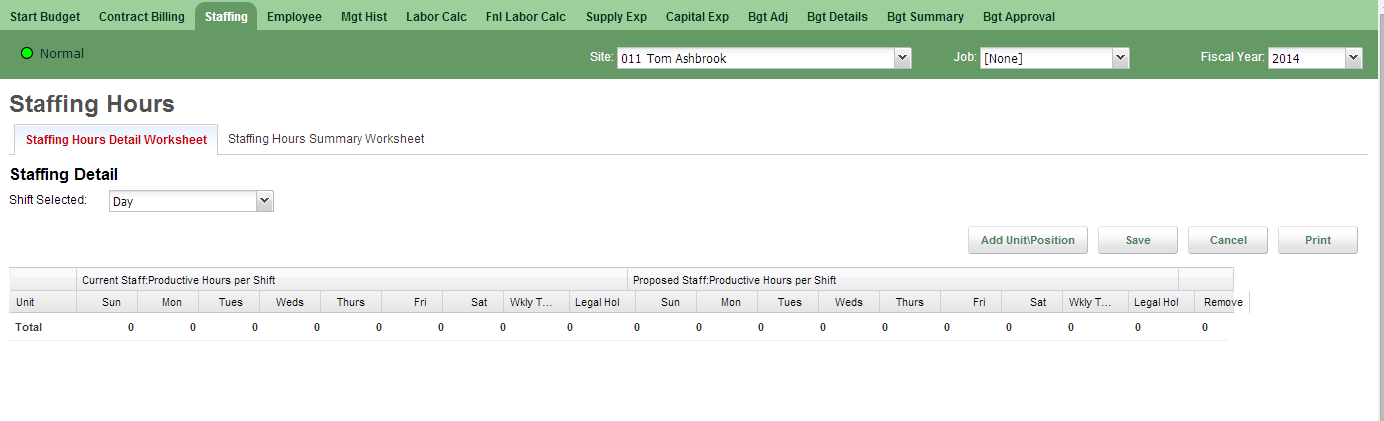 Start Budget Contract Billing Staffing Employee Mgt Hist Labor Calc Fnl Labor Calc Supply Exp Capital Exp Bgt Adj Bgt Details Bgt Summary Bgt Approval
Normal Site: 011 Tom Ashbrook Job: [None] Fiscal Year: 2014
Staffing Hours
Staffing Hours Detail Worksheet Staffing Hours Summary Worksheet
Staffing Detail
Shift Selected: Day
Add Unit\Position Save Cancel Print
Current Staff:Productive Hours per Shift Proposed Staff:Productive Hours per Shift
Unit Sun Mon Tues Weds Thurs Fri Sat Wkly T... Legal Hol Sun Mon Tues Weds Thurs Fri Sat Wkly T... Legal Hol Remove
Total 0 0 0 0 0 0 0 0 0 0 0 0 0 0 0 0 0 0 0